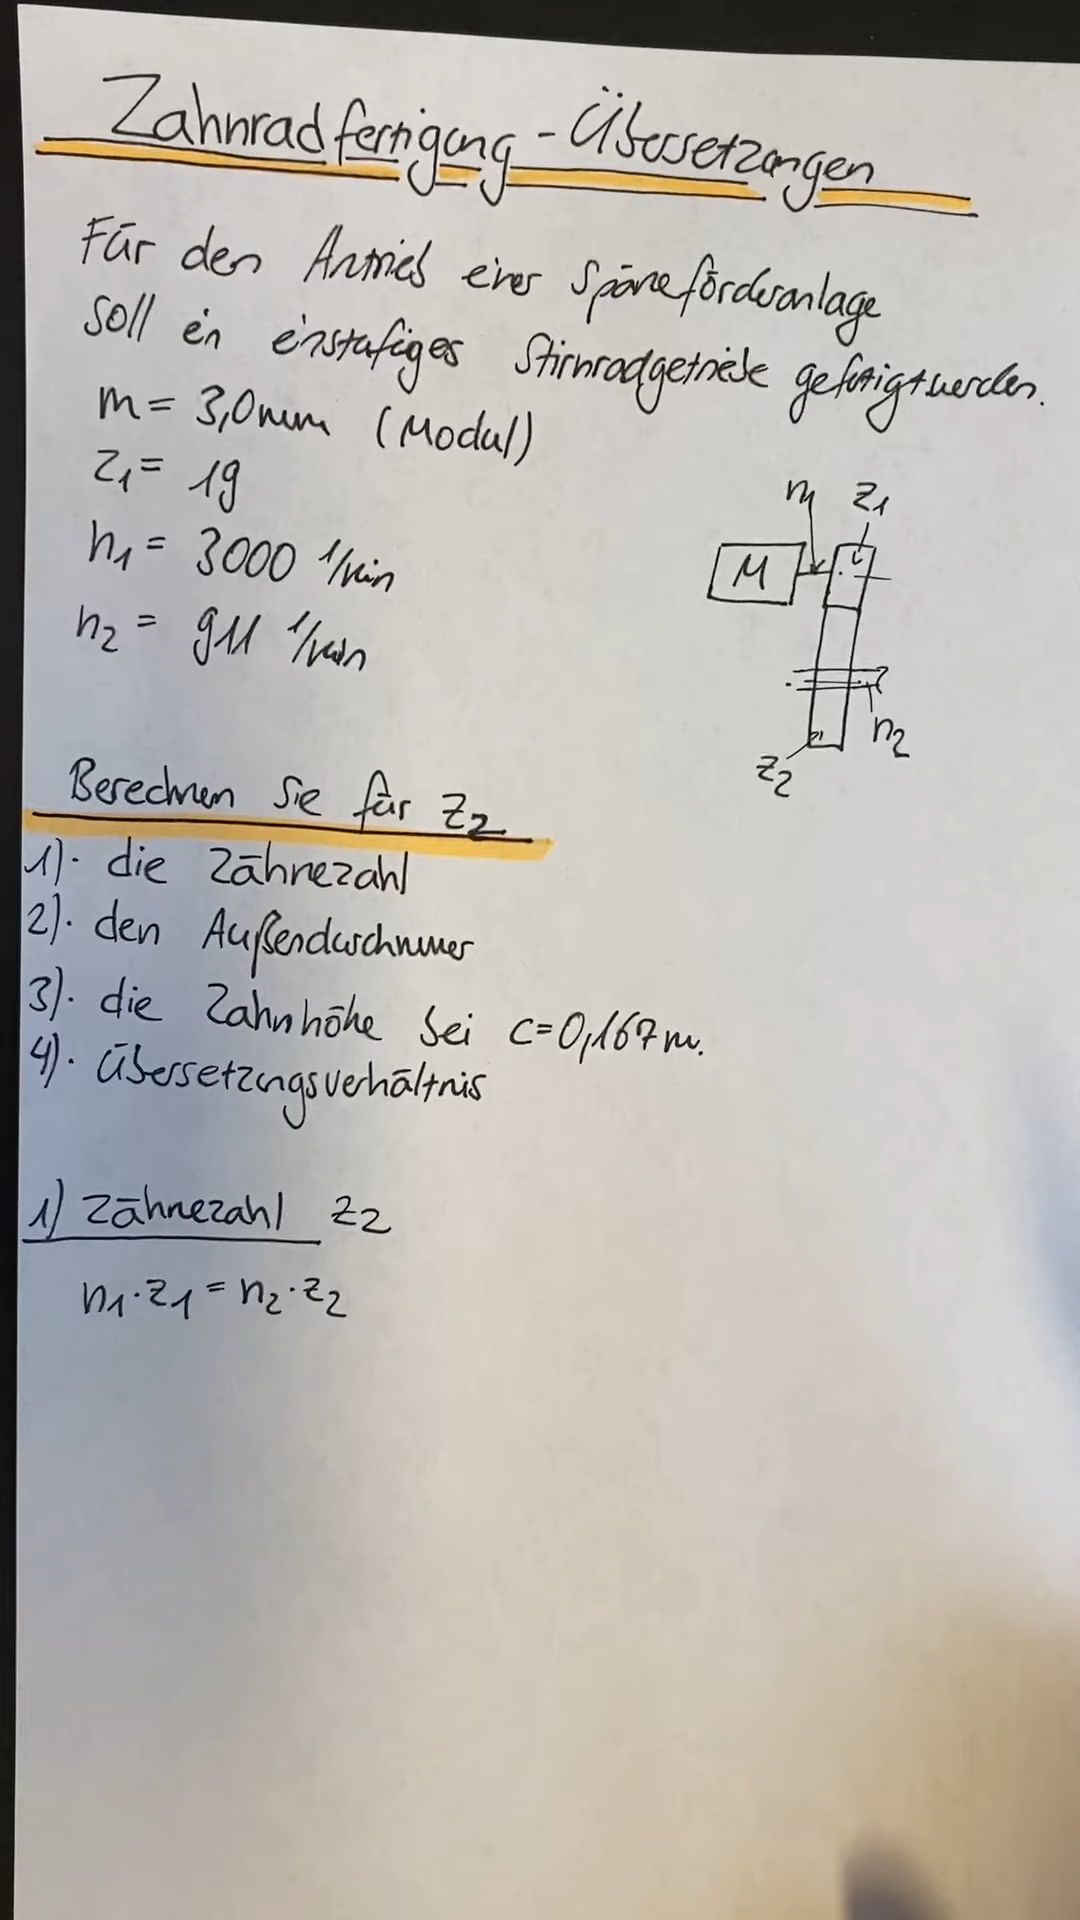 Zahnradfertigung - Übersetzungen
Für den Antrieb einer Späneförderanlage
soll ein einstufiges Stirnradgetriebe gefertigt werden.
m = 3,0mm (Modul)
z1 = 19
n1 = 3000 1/min
n2 = 911 1/min
n1 z1
M
n2
z2
Berechnen Sie für z2
1). die Zähnezahl
2). den Außendurchmesser
3). die Zahnhöhe bei c=0,167m.
4). Übersetzungsverhältnis
1) Zähnezahl z2
n1·z1 = n2·z2